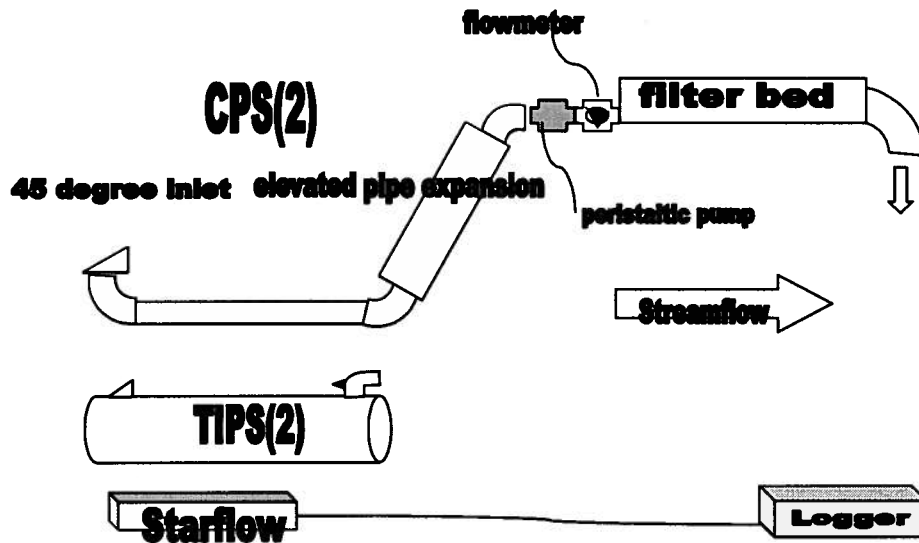 flowmeter
CPS(2)
filter bed
45 degree inlet elevated pipe expansion
peristaltic pump
Streamflow
TIPS(2)
Starflow
Logger